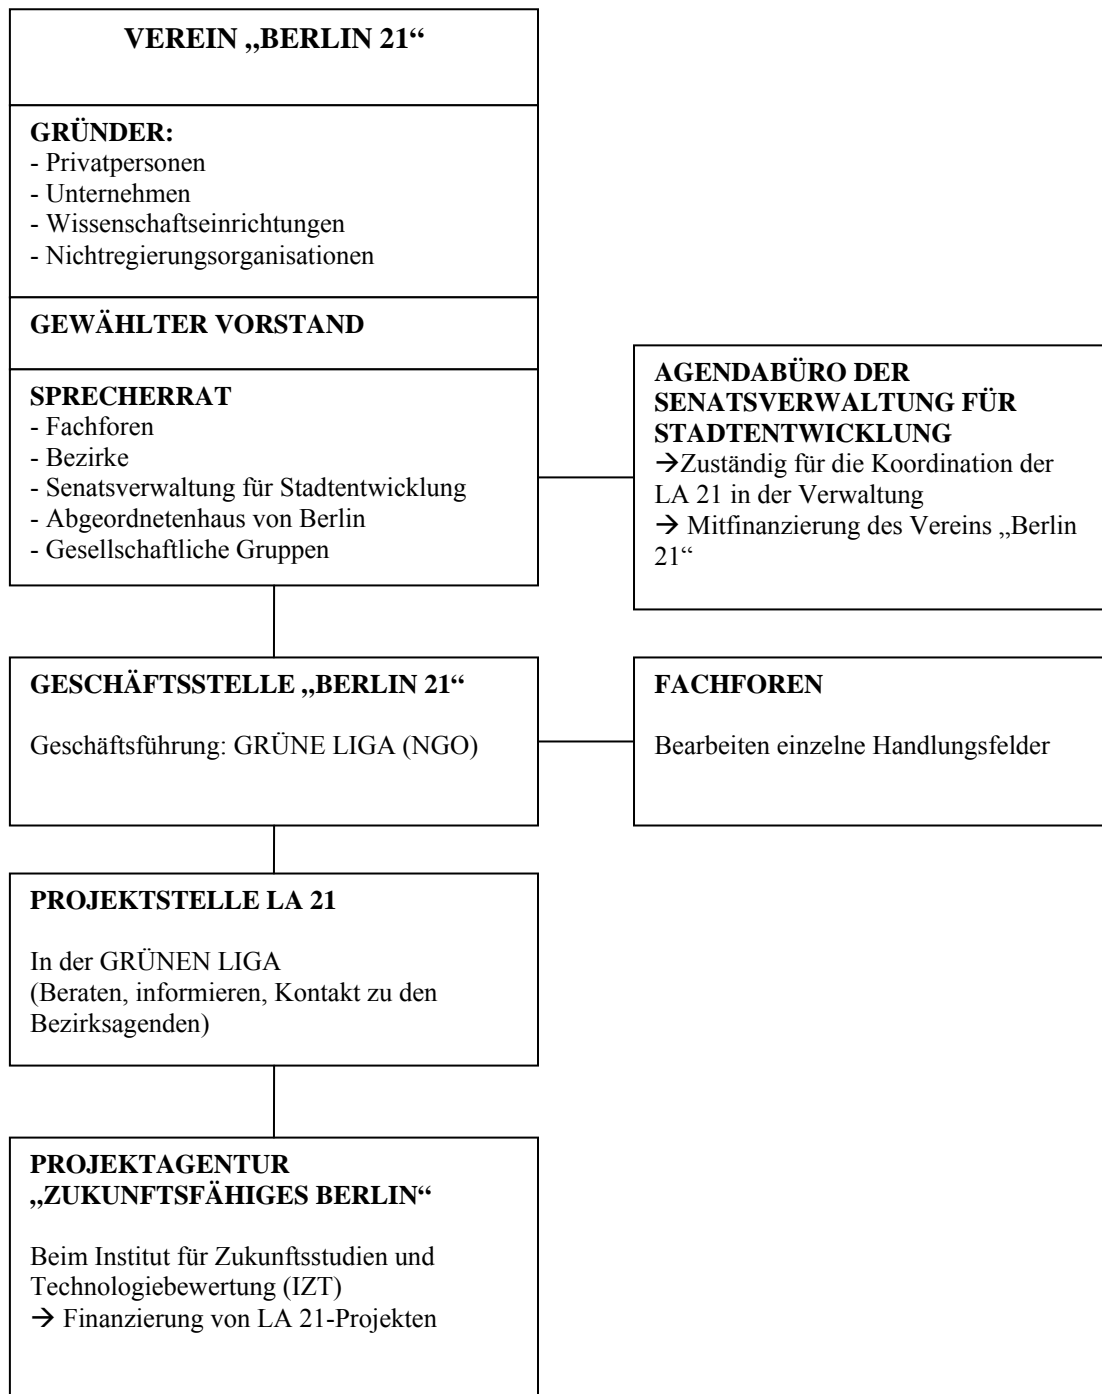 VEREIN „BERLIN 21“
GRÜNDER:
- Privatpersonen
- Unternehmen
- Wissenschaftseinrichtungen
- Nichtregierungsorganisationen
GEWÄHLTER VORSTAND
SPRECHERRAT
- Fachforen
- Bezirke
- Senatsverwaltung für Stadtentwicklung
- Abgeordnetenhaus von Berlin
- Gesellschaftliche Gruppen
AGENDABÜRO DER
SENATSVERWALTUNG FÜR
STADTENTWICKLUNG
→Zuständig für die Koordination der
LA 21 in der Verwaltung
→ Mitfinanzierung des Vereins „Berlin
21“
GESCHÄFTSSTELLE „BERLIN 21“
Geschäftsführung: GRÜNE LIGA (NGO)
FACHFOREN
Bearbeiten einzelne Handlungsfelder
PROJEKTSTELLE LA 21
In der GRÜNEN LIGA
(Beraten, informieren, Kontakt zu den
Bezirksagenden)
PROJEKTAGENTUR
„ZUKUNFTSFÄHIGES BERLIN“
Beim Institut für Zukunftsstudien und
Technologiebewertung (IZT)
→ Finanzierung von LA 21-Projekten